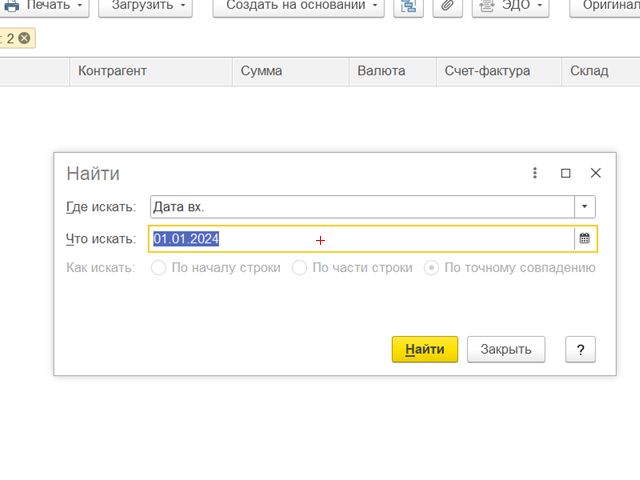 Печать Загрузить Создать на основании ЭДО Оригинал
: 2
Контрагент Сумма Валюта Счет-фактура Склад
Найти
Где искать: Дата вх.
Что искать: 01.01.2024
Как искать: По началу строки По части строки По точному совпадению
Найти Закрыть ?